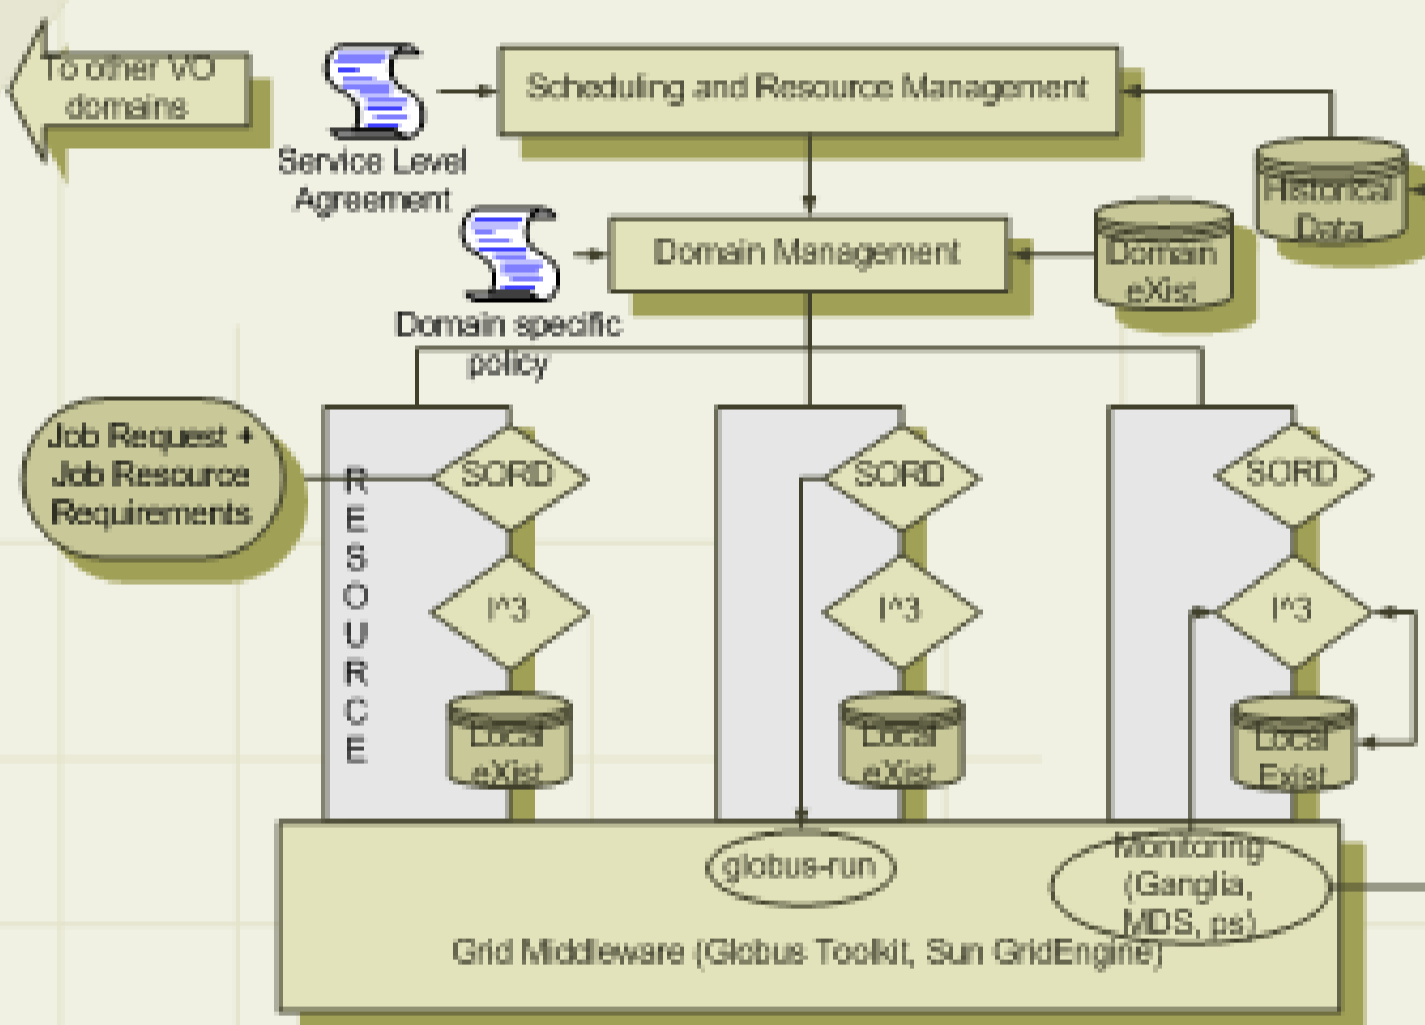 To other VO
domains
Scheduling and Resource Management
Service Level
Agreement
Historical
Data
Domain Management
Domain
eXist
Domain specific
policy
Job Request +
Job Resource
Requirements
RESOURCE
SORD
SORD
SORD
I^3
I^3
I^3
Local
eXist
Local
eXist
Local
Exist
globus-run
Monitoring
(Ganglia,
MDS, ps)
Grid Middleware (Globus Toolkit, Sun GridEngine)